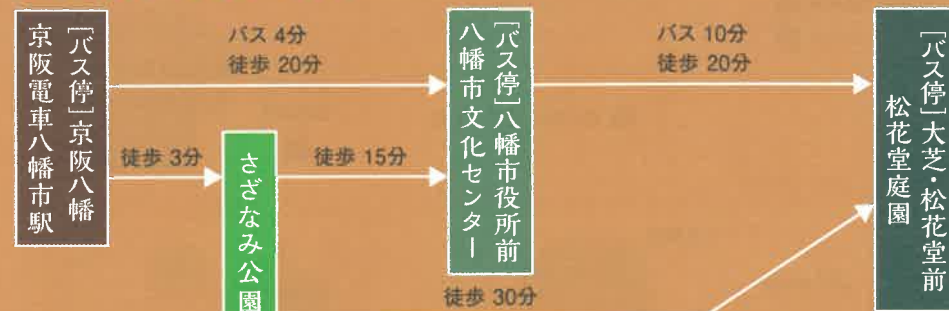 [バス停]京阪八幡
京阪電車八幡市駅
バス 4分
徒歩 20分
徒歩 3分
さざなみ公園
徒歩 15分
[バス停]八幡市役所前
八幡市文化センター
バス 10分
徒歩 20分
徒歩 30分
[バス停]大芝・松花堂前
松花堂庭園